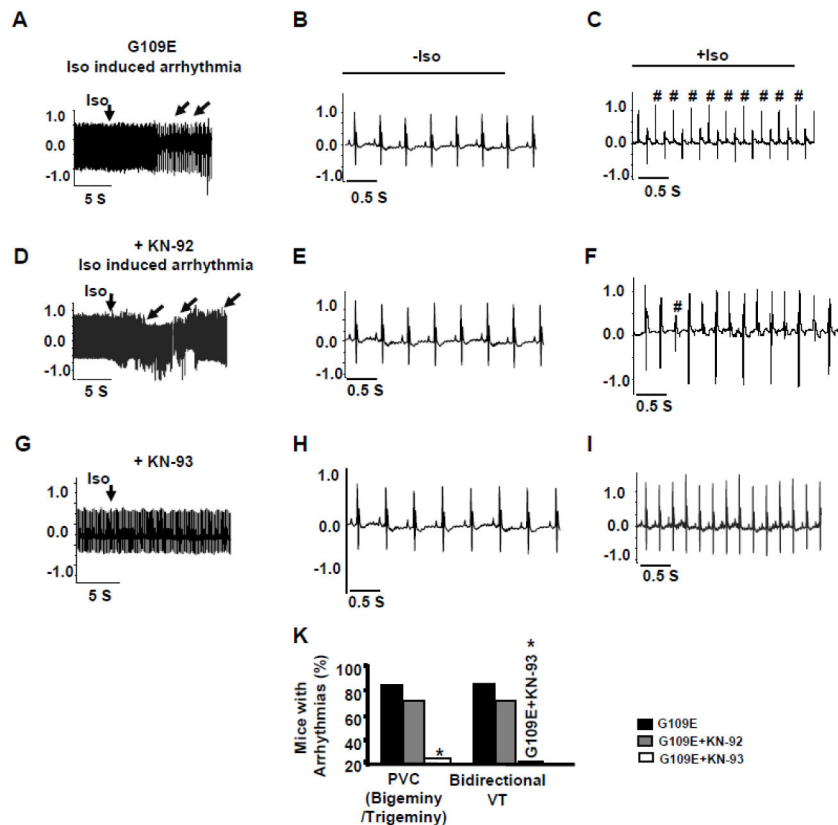 A
G109E
Iso induced arrhythmia
Iso
1.0
0.0
-1.0
5 S
B
-Iso
1.0
0.0
-1.0
0.5 S
C
+Iso
# # # # # # # # #
1.0
0.0
-1.0
0.5 S
D
+ KN-92
Iso induced arrhythmia
Iso
1.0
0.0
-1.0
5 S
E
1.0
0.0
-1.0
0.5 S
F
#
1.0
0.0
-1.0
0.5 S
G
+ KN-93
Iso
1.0
0.0
-1.0
5 S
H
1.0
0.0
-1.0
0.5 S
I
1.0
0.0
-1.0
0.5 S
K
Mice with
Arrhythmias (%)
100
80
60
40
20
*
G109E+KN-93 *
PVC
(Bigeminy
/Trigeminy)
Bidirectional
VT
G109E
G109E+KN-92
G109E+KN-93